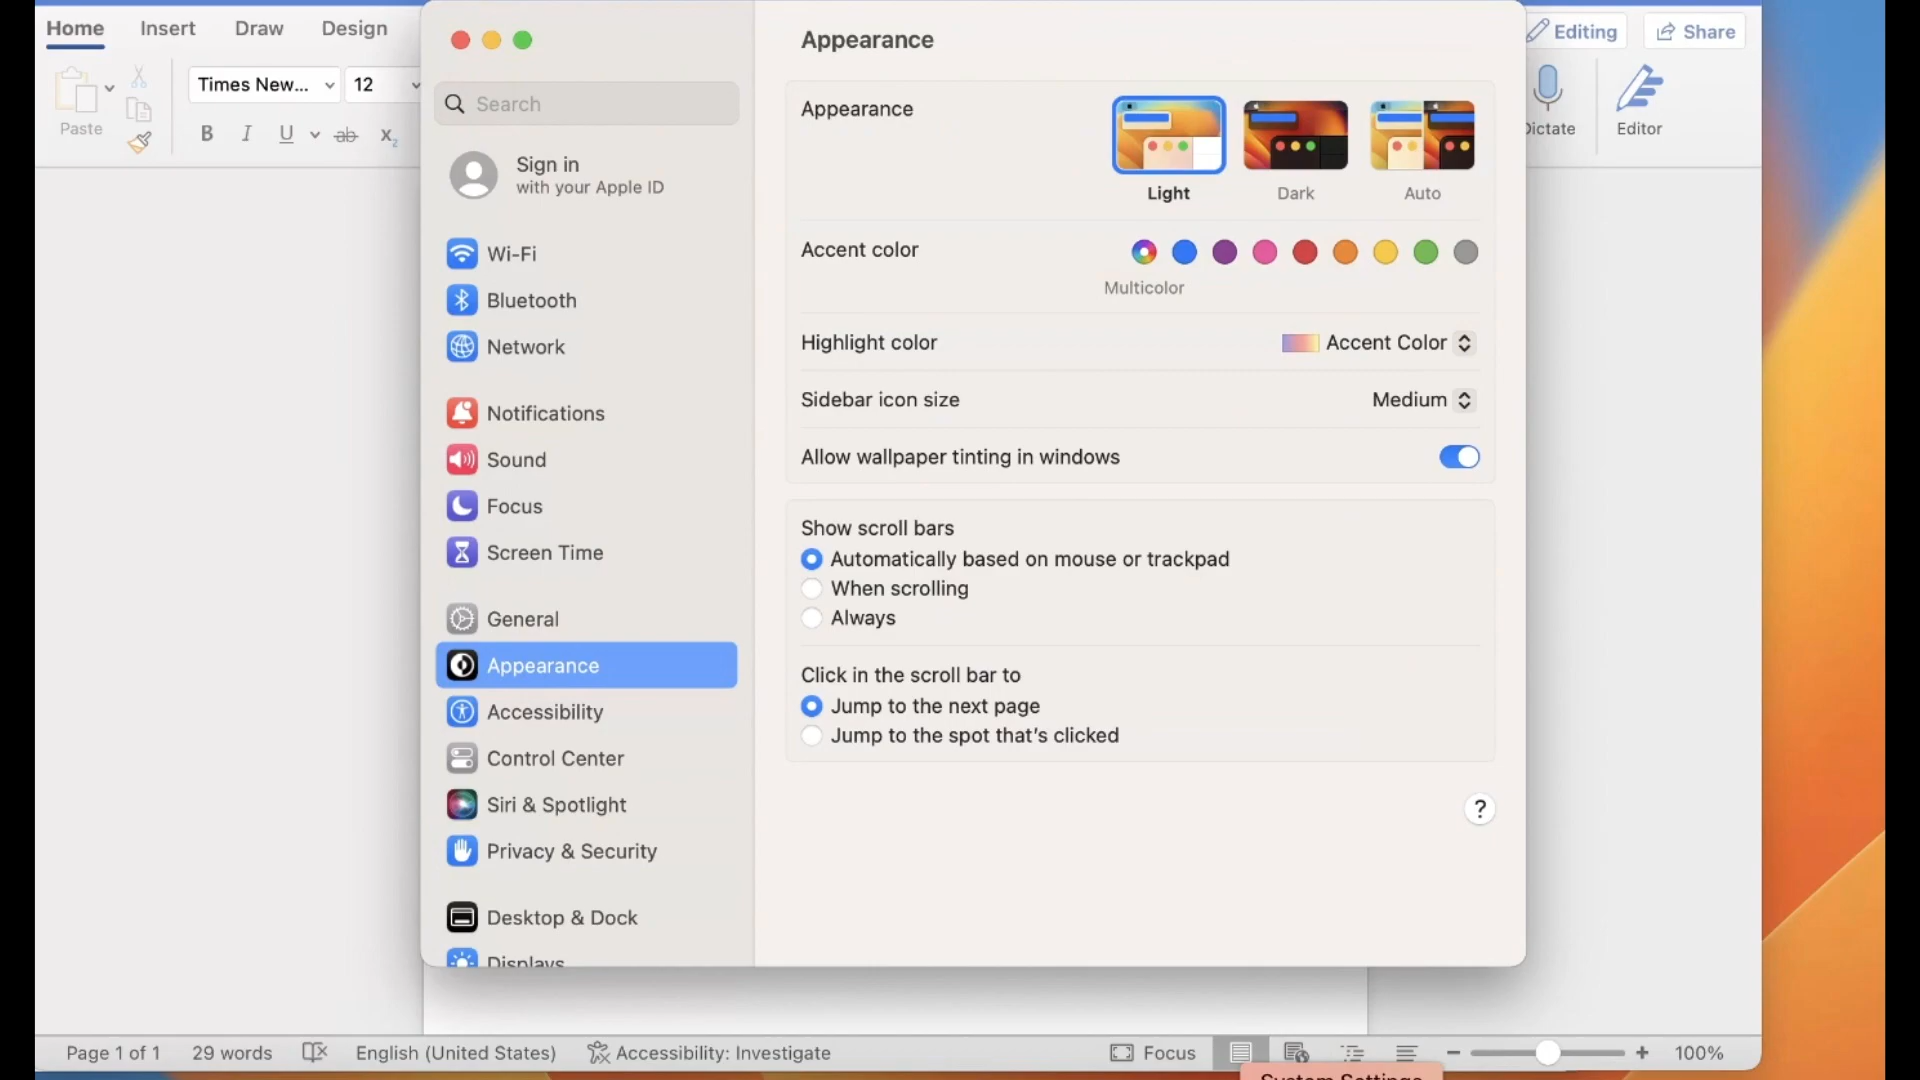 Home Insert Draw Design
Editing Share
Paste
Times New... 12
B I U ab x2
Dictate
Editor
Search
Sign in
with your Apple ID
Wi-Fi
Bluetooth
Network
Notifications
Sound
Focus
Screen Time
General
Appearance
Accessibility
Control Center
Siri & Spotlight
Privacy & Security
Desktop & Dock
Displays
Appearance
Appearance
Light Dark Auto
Accent color
Multicolor
Highlight color Accent Color
Sidebar icon size Medium
Allow wallpaper tinting in windows
Show scroll bars
Automatically based on mouse or trackpad
When scrolling
Always
Click in the scroll bar to
Jump to the next page
Jump to the spot that's clicked
?
Page 1 of 1 29 words English (United States) Accessibility: Investigate Focus 100%
System Settings